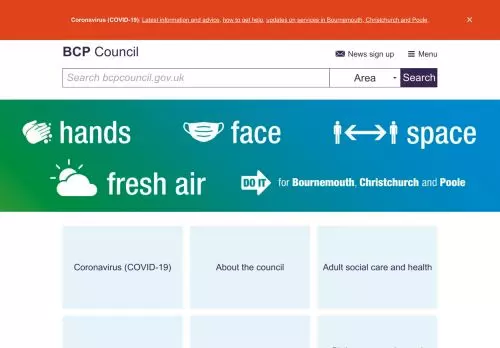 Coronavirus (COVID-19): Latest information and advice, how to get help, updates on services in Bournemouth, Christchurch and Poole.
BCP Council
News sign up
Menu
Search bcpcouncil.gov.uk
Area
Search
hands
face
space
fresh air
DO IT for Bournemouth, Christchurch and Poole
Coronavirus (COVID-19)
About the council
Adult social care and health